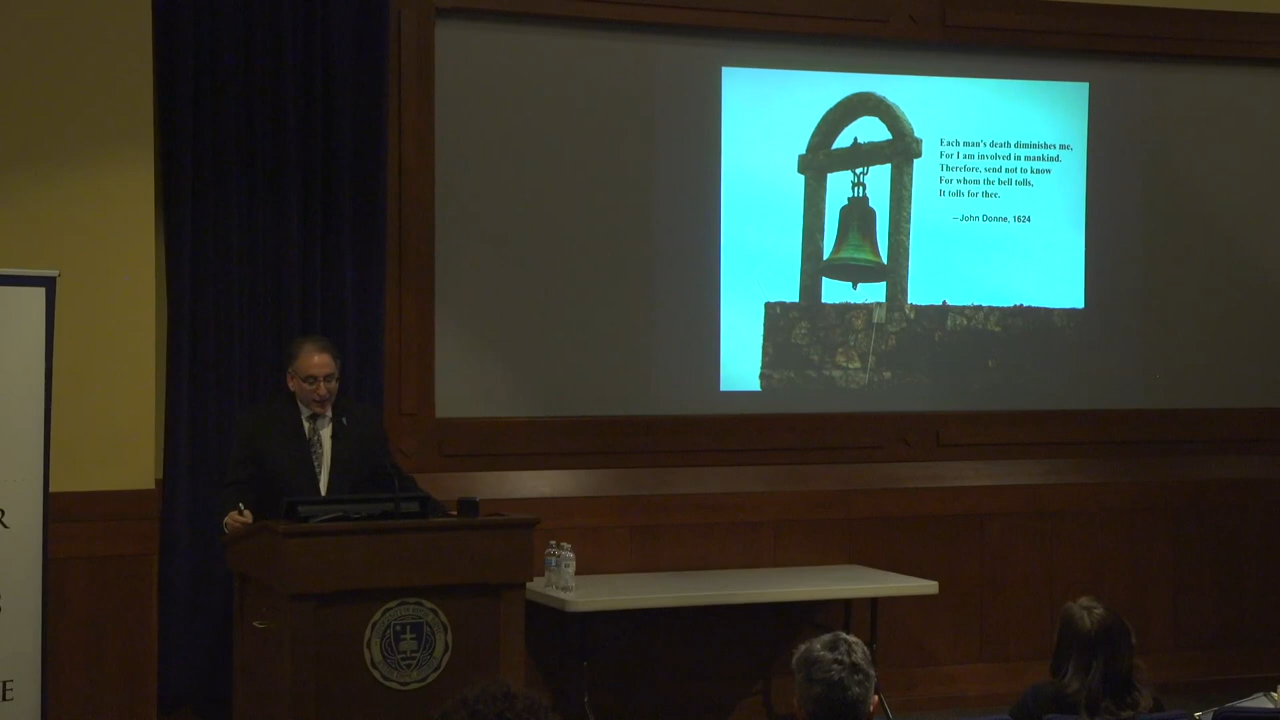 Each man's death diminishes me,
For I am involved in mankind.
Therefore, send not to know
For whom the bell tolls,
It tolls for thee.
—John Donne, 1624
R
E